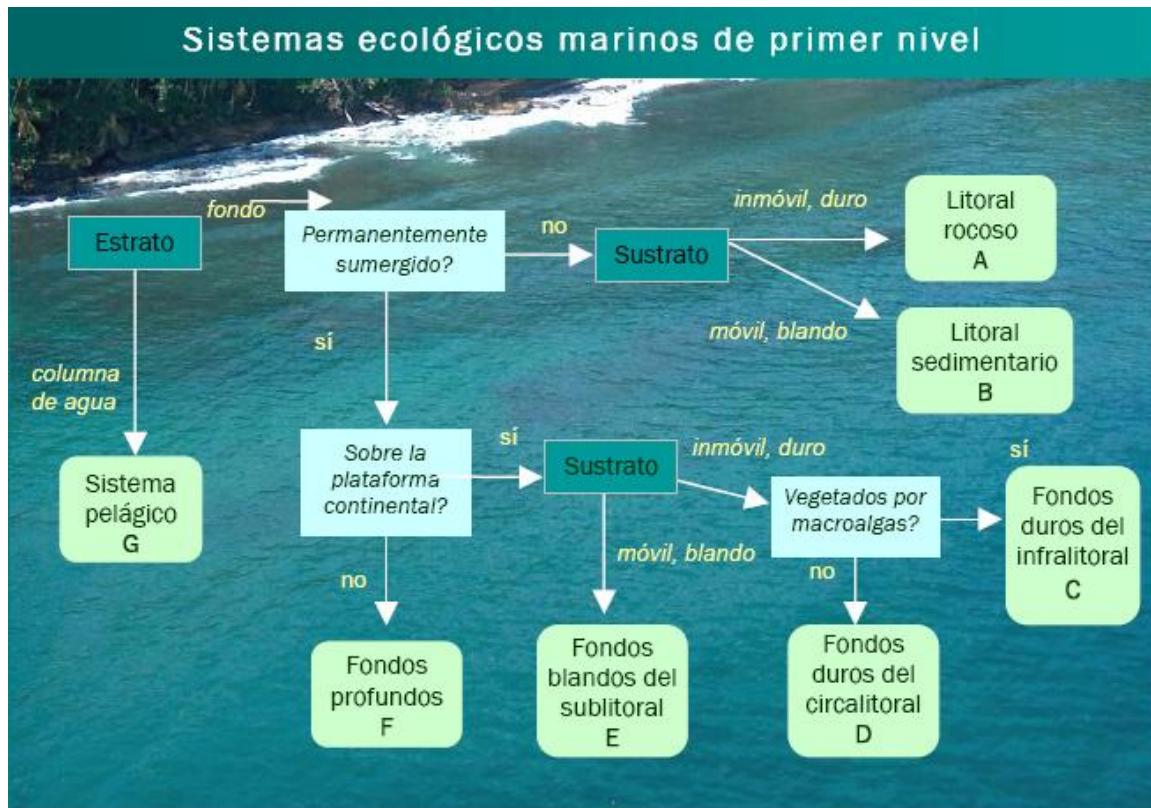 Sistemas ecológicos marinos de primer nivel
fondo
Estrato
Permanentemente
sumergido?
no
Sustrato
inmóvil, duro
Litoral
rocoso
A
móvil, blando
Litoral
sedimentario
B
sí
columna
de agua
Sistema
pelágico
G
Sobre la
plataforma
continental?
sí
Sustrato
inmóvil, duro
Vegetados por
macroalgas?
sí
Fondos
duros del
infralitoral
C
móvil, blando
no
no
Fondos
profundos
F
Fondos
blandos del
sublitoral
E
Fondos
duros del
circalitoral
D